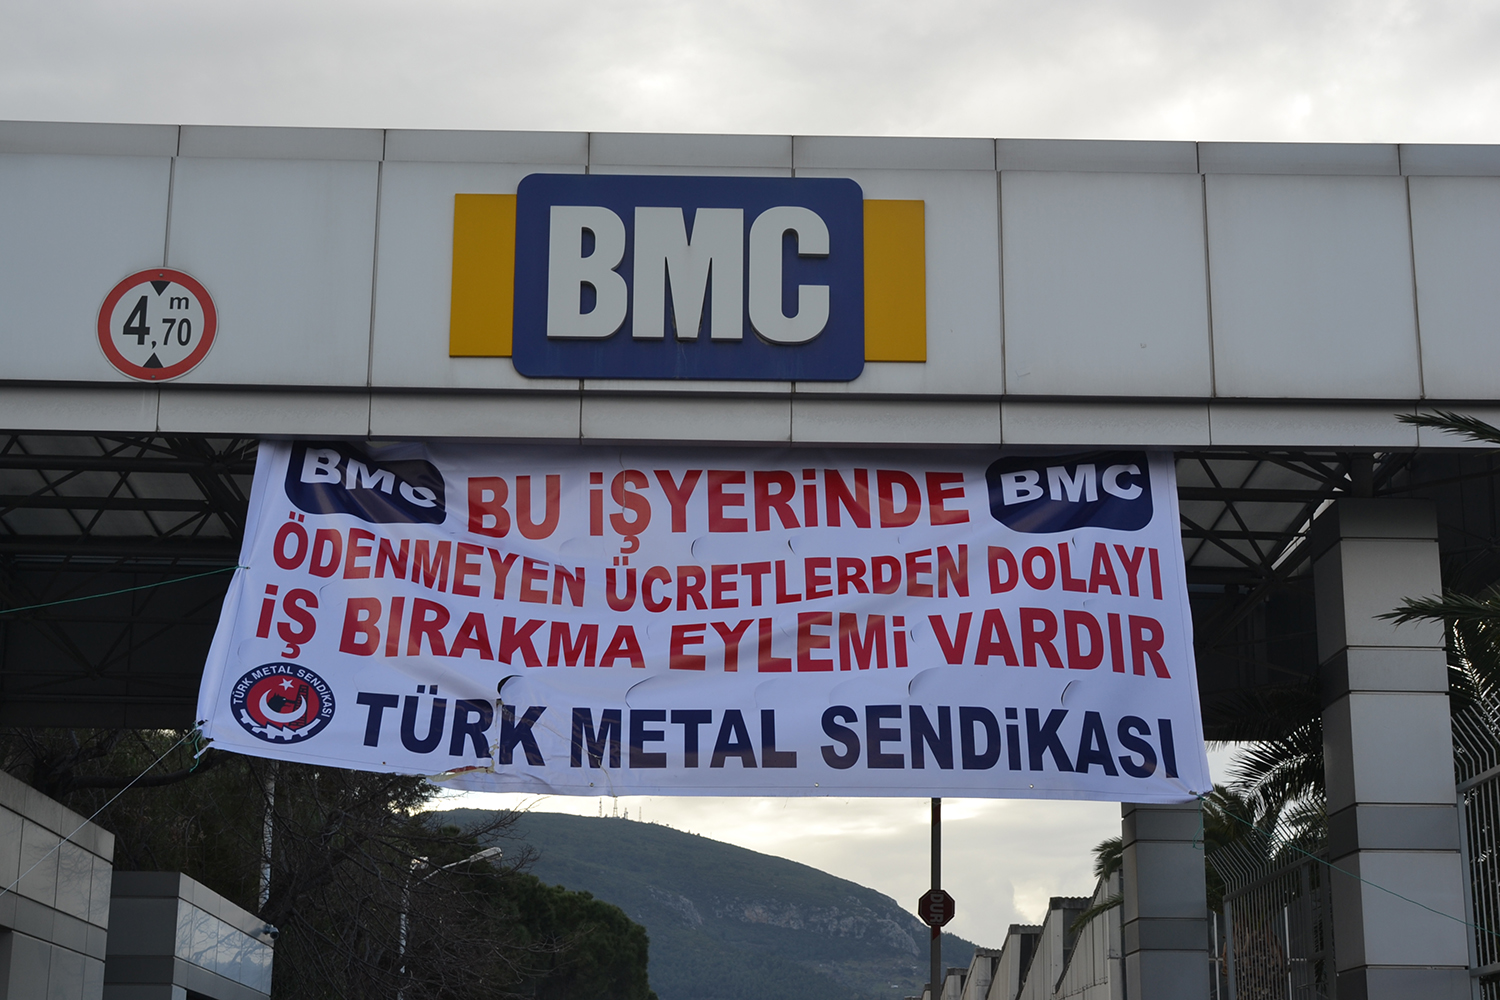 BMC
4,70 m
BMC BU İŞYERİNDE BMC
ÖDENMEYEN ÜCRETLERDEN DOLAYI
İŞ BIRAKMA EYLEMİ VARDIR
TÜRK METAL SENDİKASI
TÜRK METAL SENDİKASI
DUR